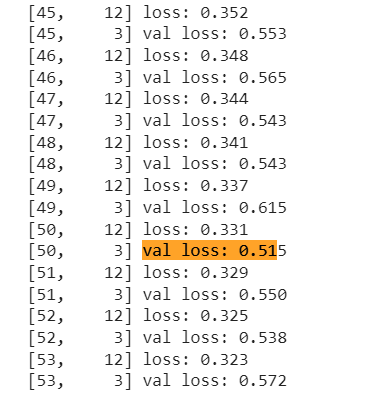 [45,    12] loss: 0.352
[45,     3] val loss: 0.553
[46,    12] loss: 0.348
[46,     3] val loss: 0.565
[47,    12] loss: 0.344
[47,     3] val loss: 0.543
[48,    12] loss: 0.341
[48,     3] val loss: 0.543
[49,    12] loss: 0.337
[49,     3] val loss: 0.615
[50,    12] loss: 0.331
[50,     3] val loss: 0.515
[51,    12] loss: 0.329
[51,     3] val loss: 0.550
[52,    12] loss: 0.325
[52,     3] val loss: 0.538
[53,    12] loss: 0.323
[53,     3] val loss: 0.572